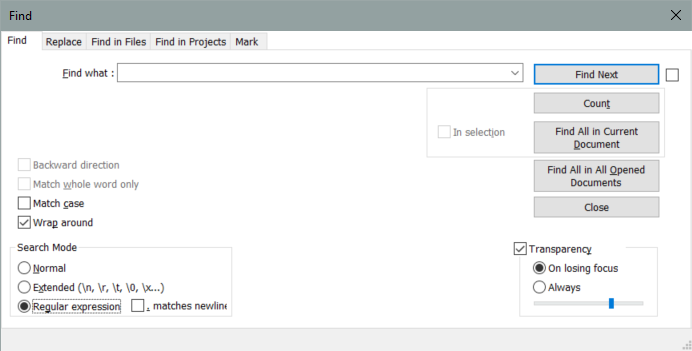 Find
Find Replace Find in Files Find in Projects Mark
Find what :
Find Next
Count
In selection
Find All in Current
Document
Find All in All Opened
Documents
Close
Backward direction
Match whole word only
Match case
Wrap around
Search Mode
Normal
Extended (\n, \r, \t, \0, \x...)
Regular expression . matches newline
Transparency
On losing focus
Always